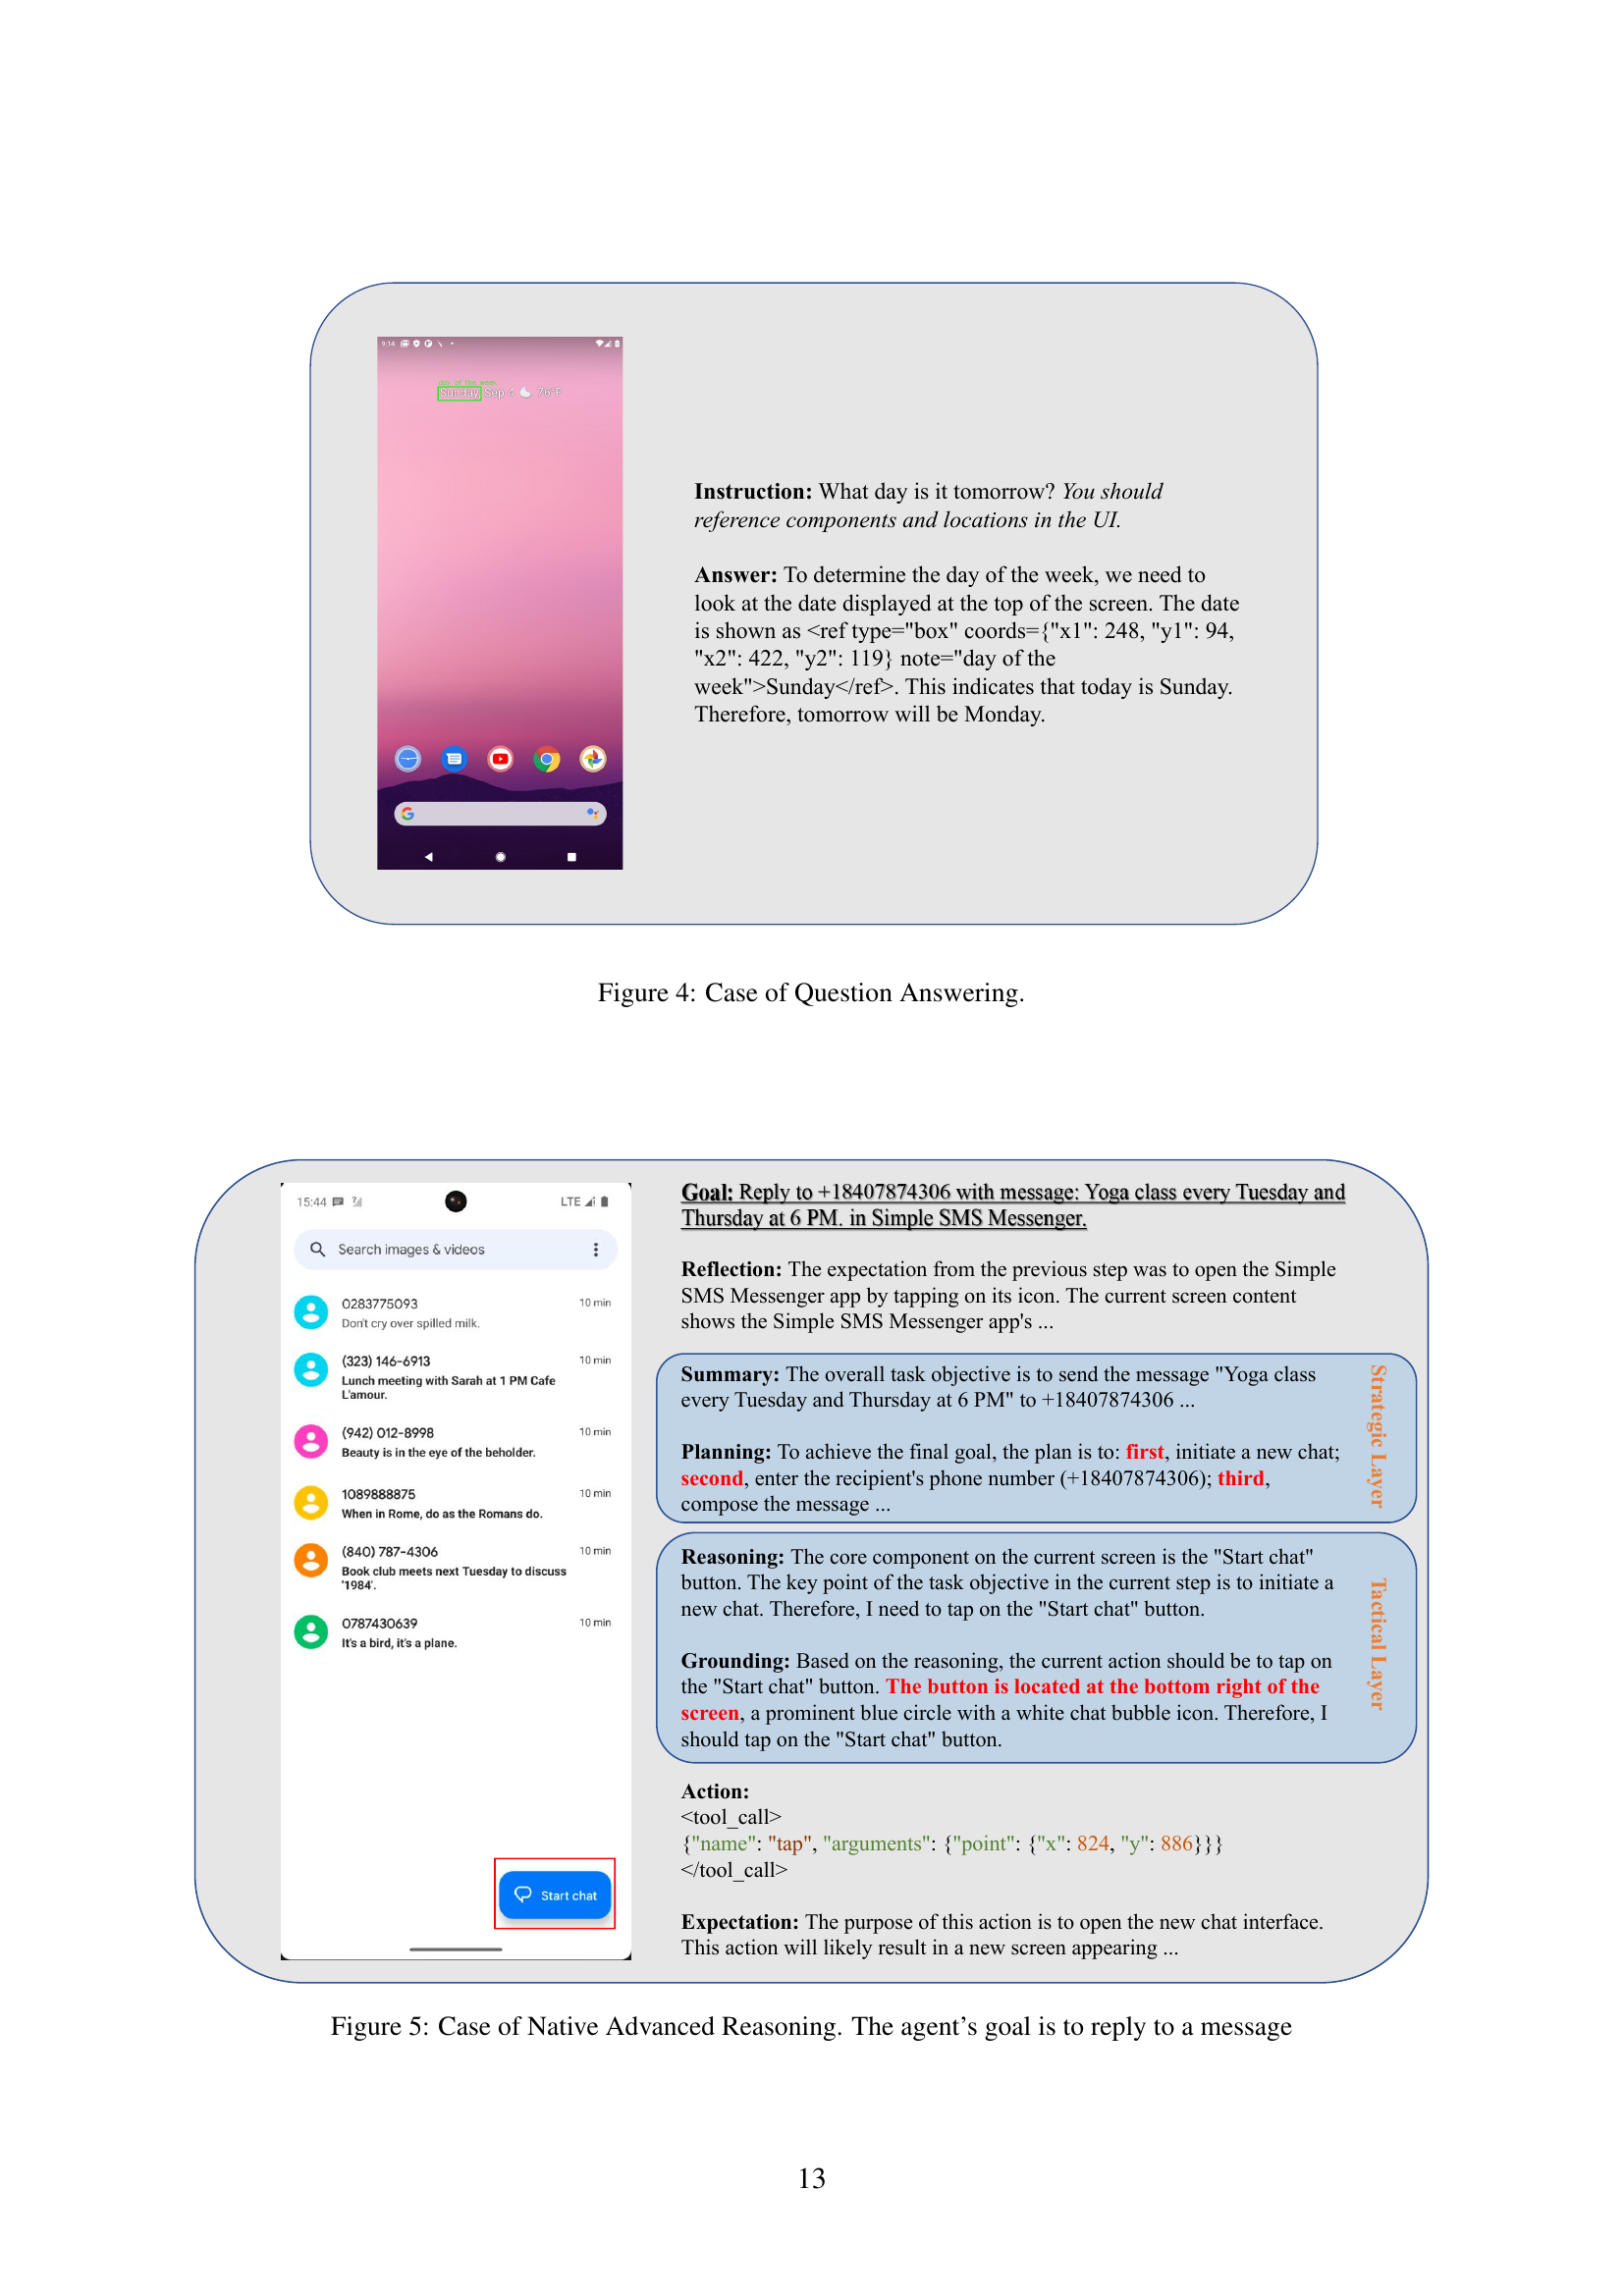 9:14
day of the week
Sunday Sep 4 76°F
Instruction: What day is it tomorrow? You should
reference components and locations in the UI.
Answer: To determine the day of the week, we need to
look at the date displayed at the top of the screen. The date
is shown as <ref type="box" coords={"x1": 248, "y1": 94,
"x2": 422, "y2": 119} note="day of the
week">Sunday</ref>. This indicates that today is Sunday.
Therefore, tomorrow will be Monday.
Figure 4: Case of Question Answering.
15:44
LTE
Search images & videos
0283775093 10 min
Don't cry over spilled milk.
(323) 146-6913 10 min
Lunch meeting with Sarah at 1 PM Cafe
L'amour.
(942) 012-8998 10 min
Beauty is in the eye of the beholder.
1089888875 10 min
When in Rome, do as the Romans do.
(840) 787-4306 10 min
Book club meets next Tuesday to discuss
'1984'.
0787430639 10 min
It's a bird, it's a plane.
Start chat
Goal: Reply to +18407874306 with message: Yoga class every Tuesday and
Thursday at 6 PM. in Simple SMS Messenger.
Reflection: The expectation from the previous step was to open the Simple
SMS Messenger app by tapping on its icon. The current screen content
shows the Simple SMS Messenger app's ...
Summary: The overall task objective is to send the message "Yoga class
every Tuesday and Thursday at 6 PM" to +18407874306 ...
Planning: To achieve the final goal, the plan is to: first, initiate a new chat;
second, enter the recipient's phone number (+18407874306); third,
compose the message ...
Strategic Layer
Reasoning: The core component on the current screen is the "Start chat"
button. The key point of the task objective in the current step is to initiate a
new chat. Therefore, I need to tap on the "Start chat" button.
Grounding: Based on the reasoning, the current action should be to tap on
the "Start chat" button. The button is located at the bottom right of the
screen, a prominent blue circle with a white chat bubble icon. Therefore, I
should tap on the "Start chat" button.
Tactical Layer
Action:
<tool_call>
{"name": "tap", "arguments": {"point": {"x": 824, "y": 886}}}
</tool_call>
Expectation: The purpose of this action is to open the new chat interface.
This action will likely result in a new screen appearing ...
Figure 5: Case of Native Advanced Reasoning. The agent's goal is to reply to a message
13